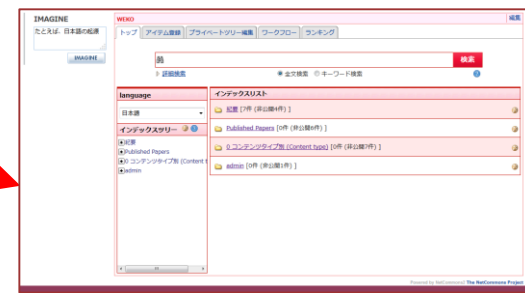 IMAGINE
たとえば、日本語の起源
IMAGINE
WEKO
編集
トップ
アイテム登録
プライベートツリー編集
ワークフロー
ランキング
検索
詳細検索
全文検索
キーワード検索
language
日本語
インデックスツリー
紀要
Published Papers
0 コンテンツタイプ別 (Content t
admin
インデックスリスト
紀要 [7件 (非公開4件) ]
Published Papers [0件 (非公開6件) ]
0 コンテンツタイプ別 (Content type) [0件 (非公開7件) ]
admin [0件 (非公開1件) ]
Powered by NetCommons2 The NetCommons Project